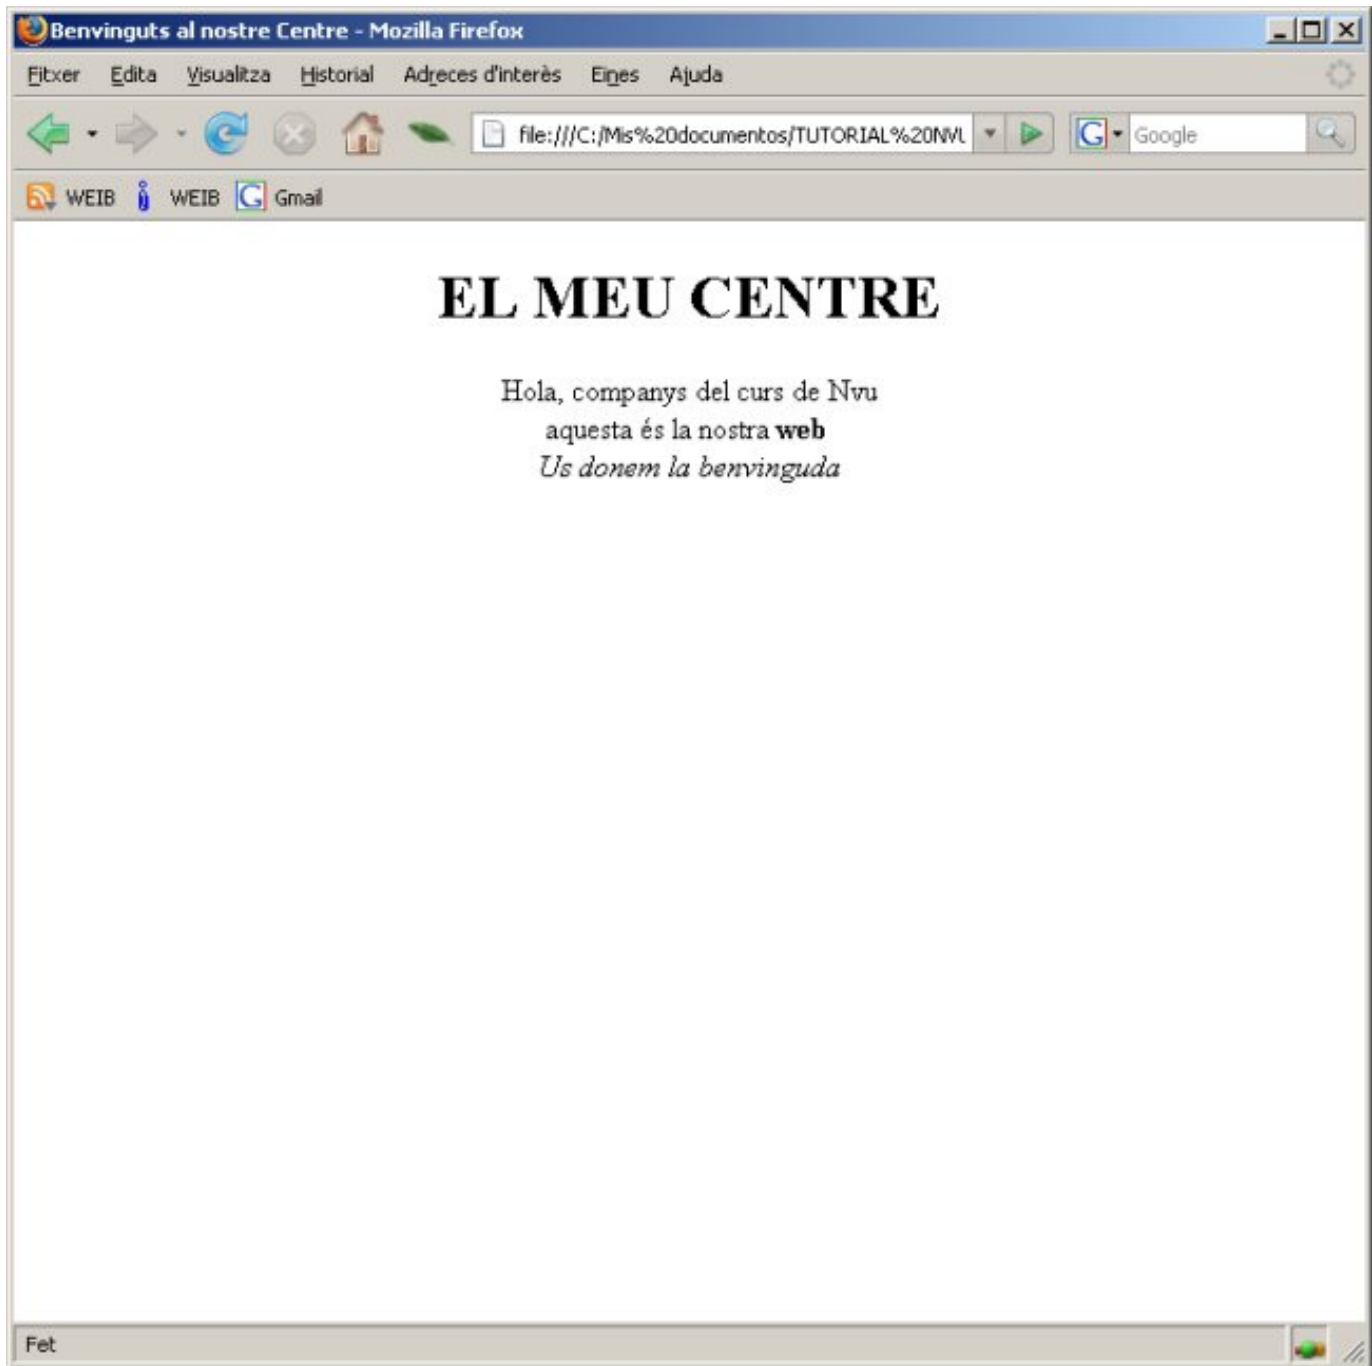 Benvinguts al nostre Centre - Mozilla Firefox
Fitxer Edita Visualitza Historial Adreces d'interès Eines Ajuda
file:///C:/Mis%20documentos/TUTORIAL%20NVU G Google
WEIB WEIB G Gmail
EL MEU CENTRE
Hola, companys del curs de Nvu
aquesta és la nostra web
Us donem la benvinguda
Fet